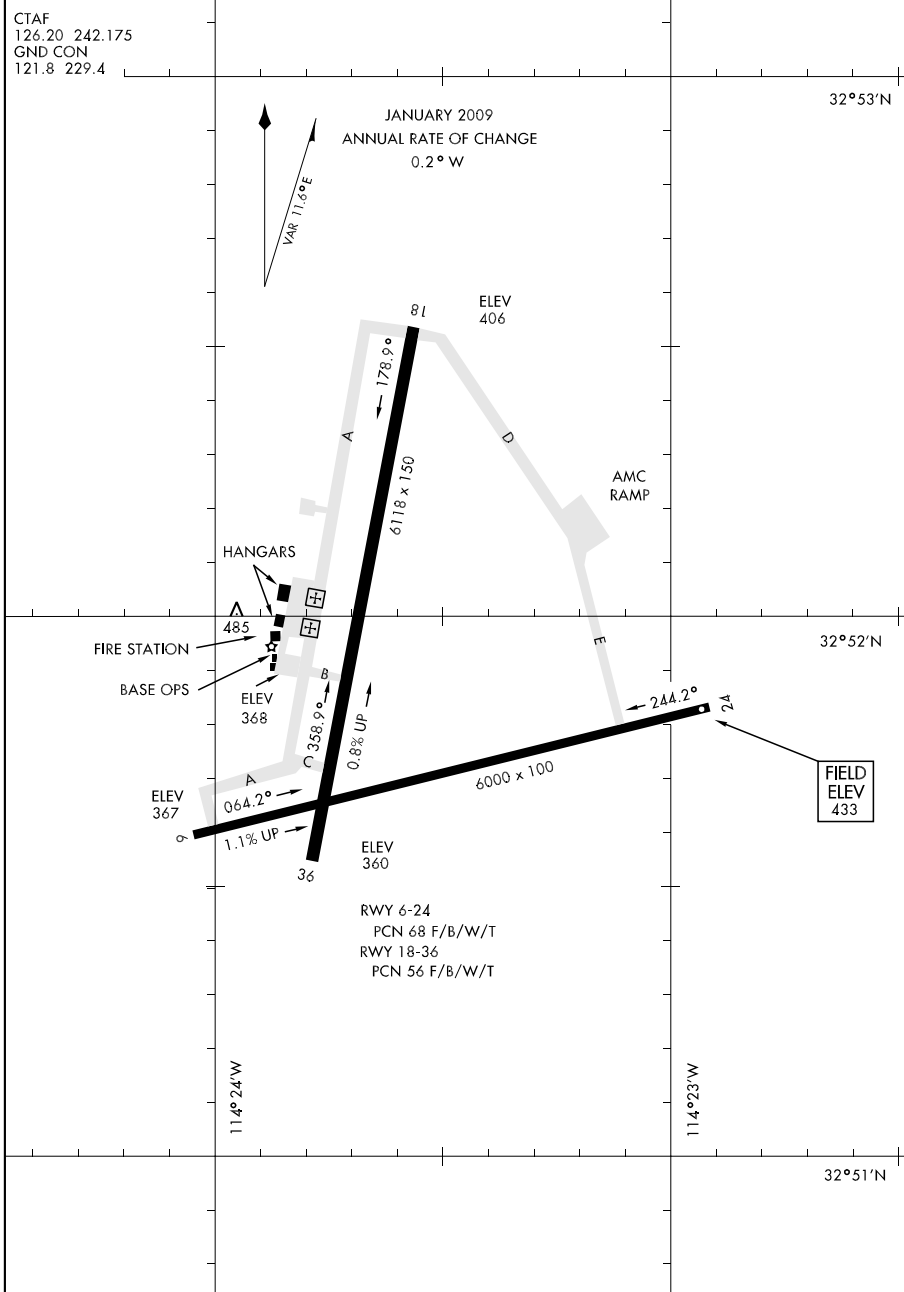 CTAF
126.20 242.175
GND CON
121.8 229.4
32°53'N
JANUARY 2009
ANNUAL RATE OF CHANGE
0.2° W
VAR 11.6°E
18
ELEV
406
178.9°
A
D
6118 x 150
AMC
RAMP
HANGARS
485
32°52'N
FIRE STATION
E
BASE OPS
B
ELEV
368
358.9°
0.8% UP
244.2°
24
C
A
6000 x 100
FIELD
ELEV
433
ELEV
367
064.2°
6
1.1% UP
36
ELEV
360
RWY 6-24
PCN 68 F/B/W/T
RWY 18-36
PCN 56 F/B/W/T
114°24'W
114°23'W
32°51'N